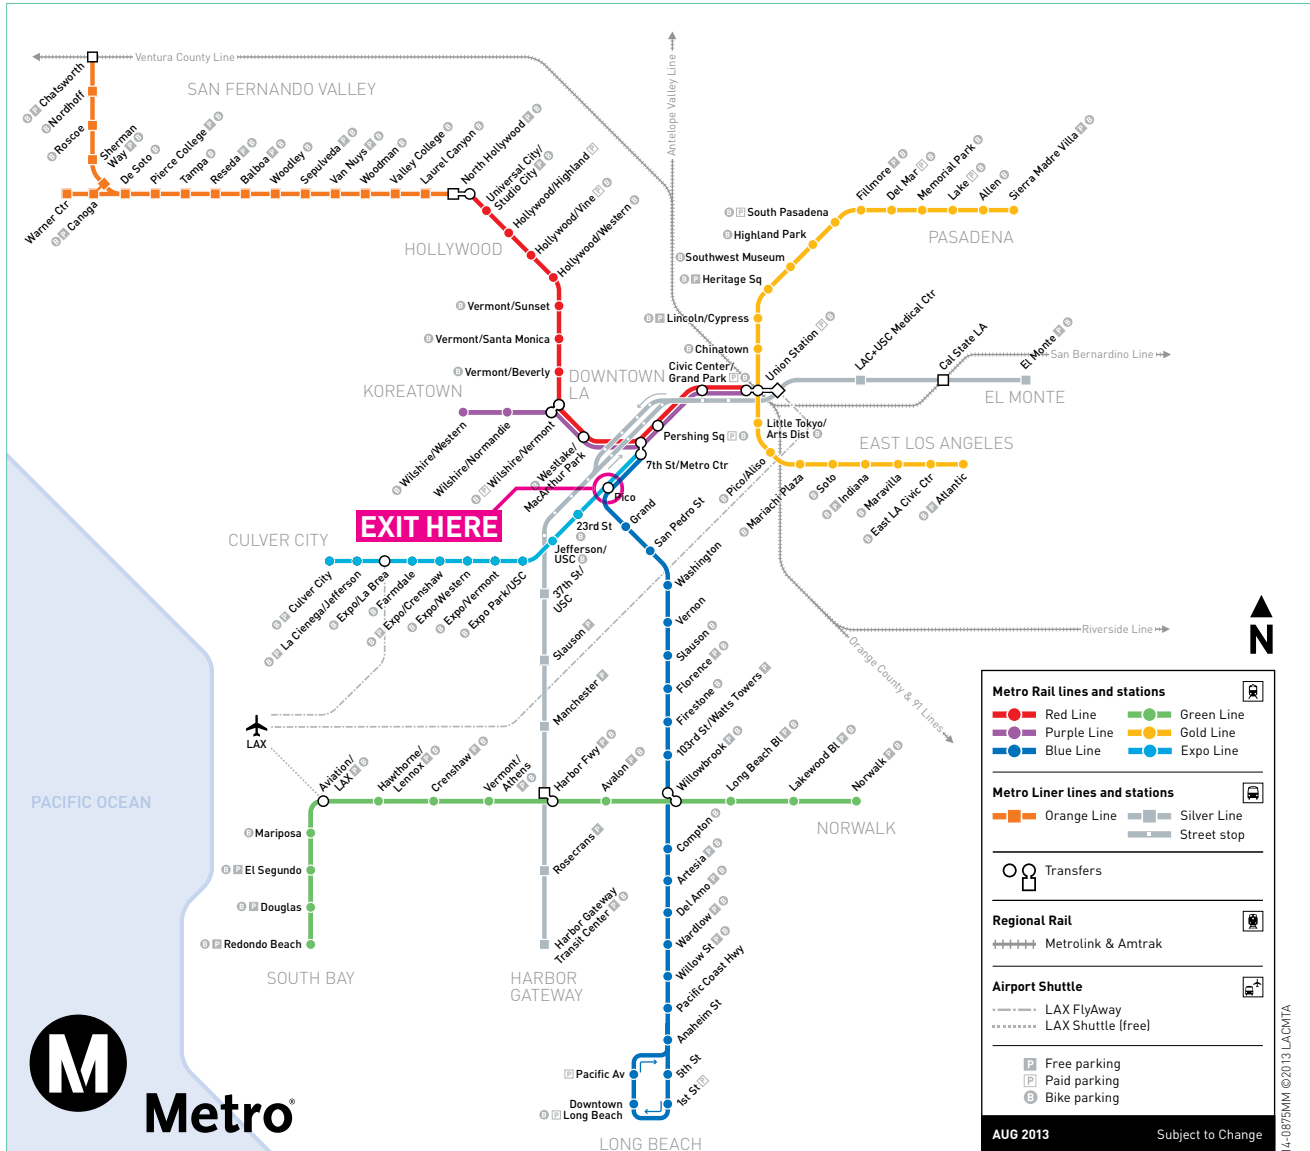 Ventura County Line
Antelope Valley Line
SAN FERNANDO VALLEY
Chatsworth
Nordhoff
Roscoe
Sherman
Way
Warner Ctr
Canoga
De Soto
Pierce College
Tampa
Reseda
Balboa
Woodley
Sepulveda
Van Nuys
Woodman
Valley College
Laurel Canyon
North Hollywood
Universal City/
Studio City
Hollywood/Highland
Hollywood/Vine
Hollywood/Western
HOLLYWOOD
Vermont/Sunset
Vermont/Santa Monica
Vermont/Beverly
KOREATOWN
DOWNTOWN
LA
Fillmore
Del Mar
Memorial Park
Lake
Allen
Sierra Madre Villa
PASADENA
South Pasadena
Highland Park
Southwest Museum
Heritage Sq
Lincoln/Cypress
Chinatown
Union Station
Civic Center/
Grand Park
LAC+USC Medical Ctr
Cal State LA
El Monte
San Bernardino Line
EL MONTE
Wilshire/Western
Wilshire/Normandie
Wilshire/Vermont
Westlake/
MacArthur Park
Pershing Sq
7th St/Metro Ctr
Little Tokyo/
Arts Dist
EAST LOS ANGELES
Pico/Aliso
Mariachi Plaza
Soto
Indiana
Maravilla
East LA Civic Ctr
Atlantic
EXIT HERE
Pico
23rd St
Jefferson/
USC
37th St/
USC
CULVER CITY
Culver City
La Cienega/Jefferson
Expo/La Brea
Farmdale
Expo/Crenshaw
Expo/Western
Expo/Vermont
Expo Park/USC
Grand
San Pedro St
Washington
Vernon
Slauson
Florence
Firestone
103rd St/Watts Towers
Willowbrook
Slauson
Manchester
Harbor Fwy
Rosecrans
Harbor Gateway
Transit Center
HARBOR
GATEWAY
Riverside Line
Orange County & 91 Lines
N
LAX
Aviation/
LAX
Hawthorne/
Lennox
Crenshaw
Vermont/
Athens
Avalon
Long Beach Bl
Lakewood Bl
Norwalk
NORWALK
Mariposa
El Segundo
Douglas
Redondo Beach
SOUTH BAY
PACIFIC OCEAN
Compton
Artesia
Del Amo
Wardlow
Willow St
Pacific Coast Hwy
Anaheim St
5th St
1st St
Pacific Av
Downtown
Long Beach
LONG BEACH
M
Metro®
Metro Rail lines and stations
Red Line
Green Line
Purple Line
Gold Line
Blue Line
Expo Line
Metro Liner lines and stations
Orange Line
Silver Line
Street stop
Transfers
Regional Rail
Metrolink & Amtrak
Airport Shuttle
LAX FlyAway
LAX Shuttle (free)
P Free parking
P Paid parking
B Bike parking
AUG 2013
Subject to Change
14-0875MM ©2013 LACMTA